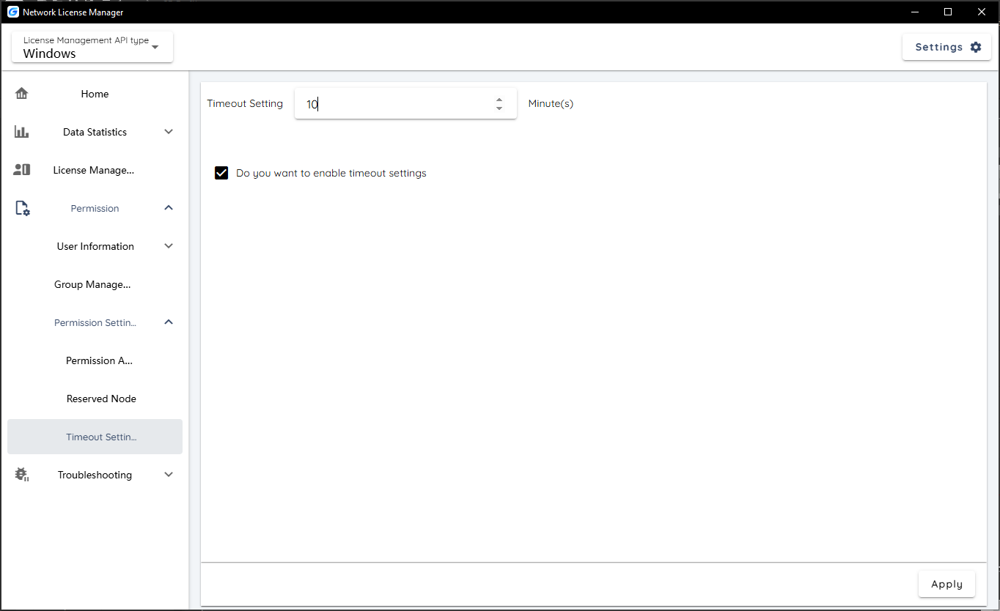 Network License Manager
License Management API type
Windows
Settings
Home
Data Statistics
License Manage...
Permission
User Information
Group Manage...
Permission Settin...
Permission A...
Reserved Node
Timeout Settin...
Troubleshooting
Timeout Setting 10 Minute(s)
Do you want to enable timeout settings
Apply